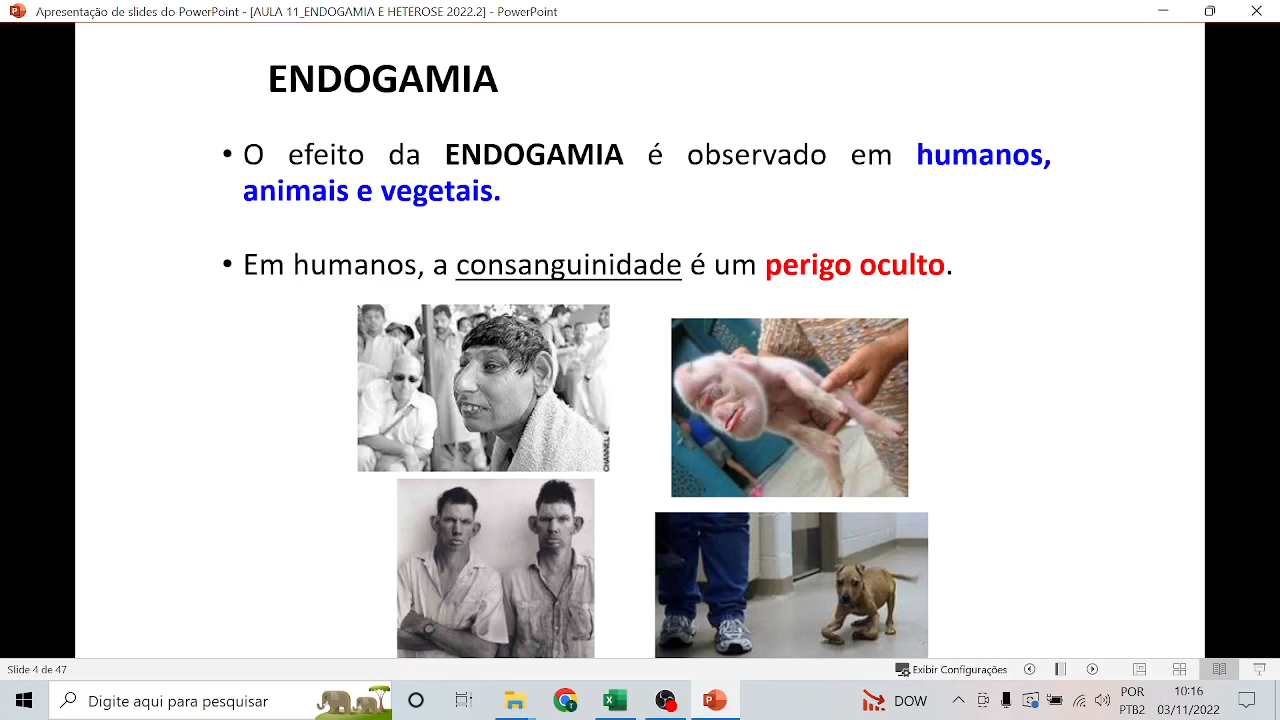 Apresentação de slides do PowerPoint - [AULA 11_ENDOGAMIA E HETEROSE 2022.2] - PowerPoint
ENDOGAMIA
• O efeito da ENDOGAMIA é observado em humanos,
animais e vegetais.
• Em humanos, a consanguinidade é um perigo oculto.
CHANNEL 4
Slide 4 de 47
Exibir Configurações
Digite aqui para pesquisar
DOW
POR
PTB2
10:16
03/11/2022